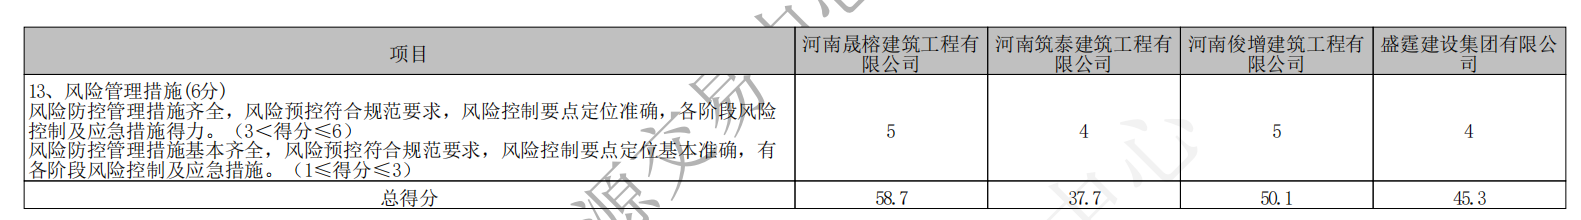 项目
河南晟榕建筑工程有
限公司
河南筑泰建筑工程有
限公司
河南俊增建筑工程有
限公司
盛霆建设集团有限公
司
13、风险管理措施(6分)
风险防控管理措施齐全，风险预控符合规范要求，风险控制要点定位准确，各阶段风险
控制及应急措施得力。（3＜得分≤6）
风险防控管理措施基本齐全，风险预控符合规范要求，风险控制要点定位基本准确，有
各阶段风险控制及应急措施。（1≤得分≤3）
5
4
5
4
总得分
58.7
37.7
50.1
45.3
源交易中心
中心